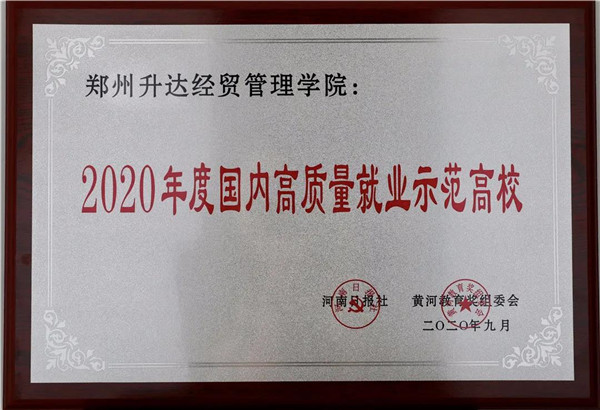 郑州升达经贸管理学院：
2020年度国内高质量就业示范高校
河南日报社 黄河教育奖组委会
二〇二〇年九月